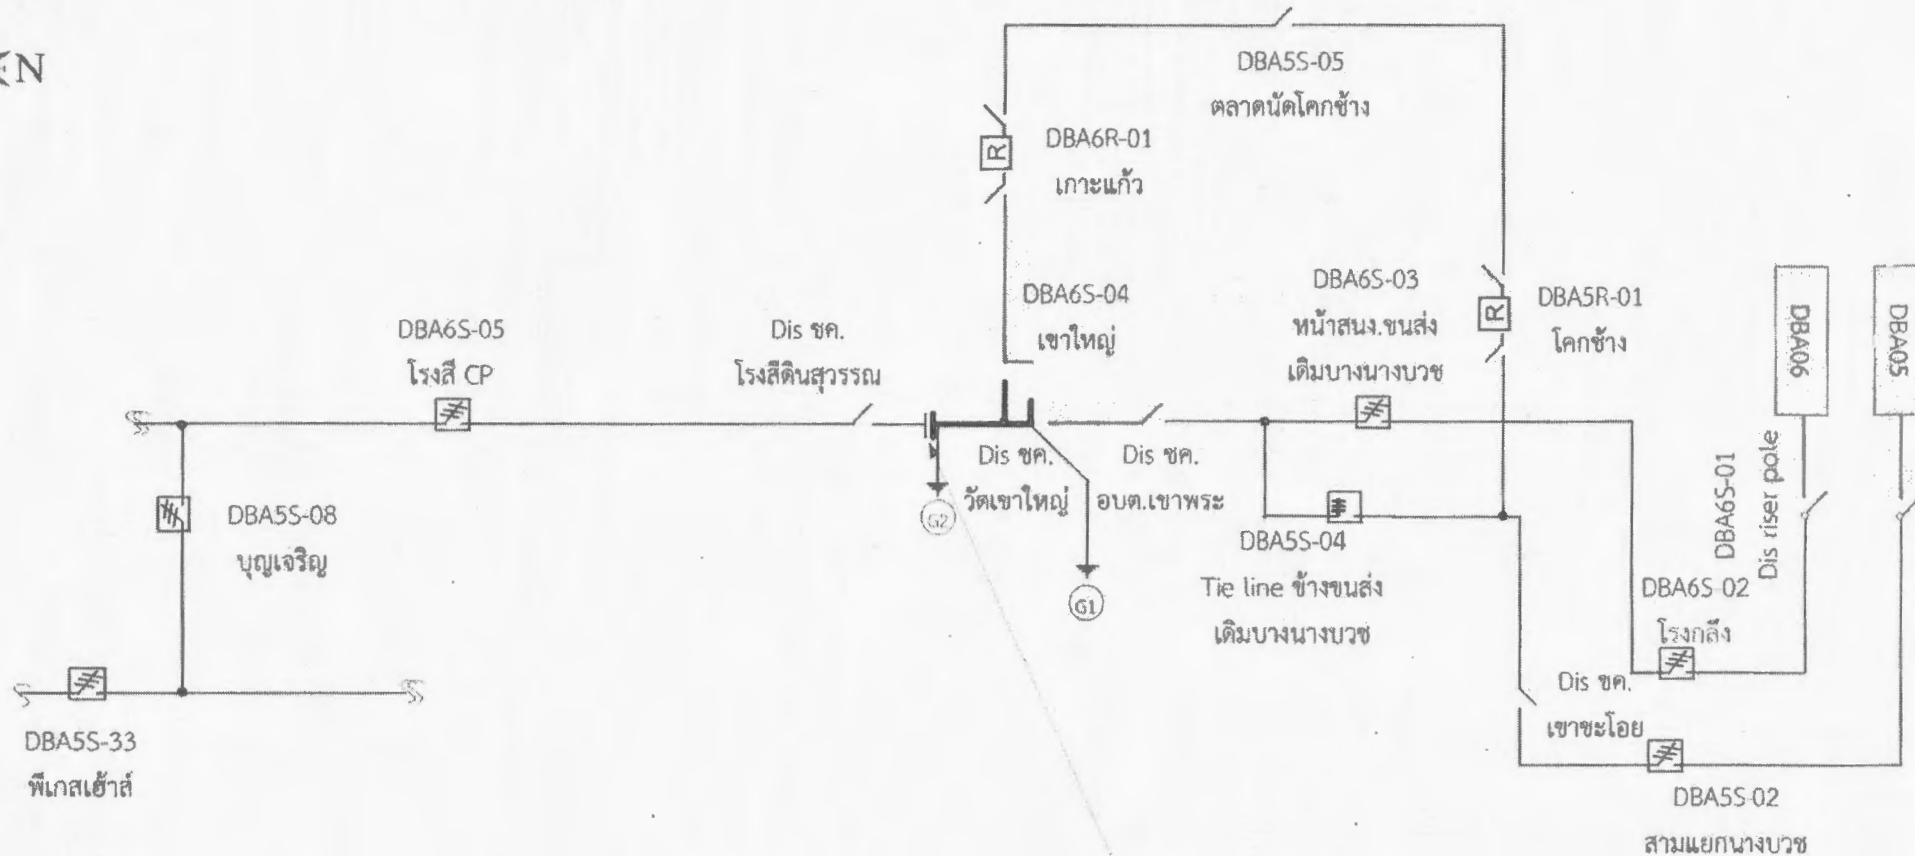 N
DBA5S-05
ตลาดนัดโคกช้าง
DBA6R-01
เกาะแก้ว
R
DBA6S-04
เขาใหญ่
DBA6S-03
หน้าสนง.ขนส่ง
เดิมบางนางบวช
R
DBA5R-01
โคกช้าง
DBA06
DBA05
DBA6S-05
โรงสี CP
Dis ชค.
โรงสีดินสุวรรณ
Dis ชค.
วัดเขาใหญ่
Dis ชค.
อบต.เขาพระ
G2
G1
DBA5S-08
บุญเจริญ
DBA5S-04
Tie line ข้างขนส่ง
เดิมบางนางบวช
DBA6S-01
Dis riser pole
DBA6S-02
โรงกลึง
Dis ชค.
เขาชะโอย
DBA5S-33
พีเกสเฮ้าส์
DBA5S-02
สามแยกนางบวช